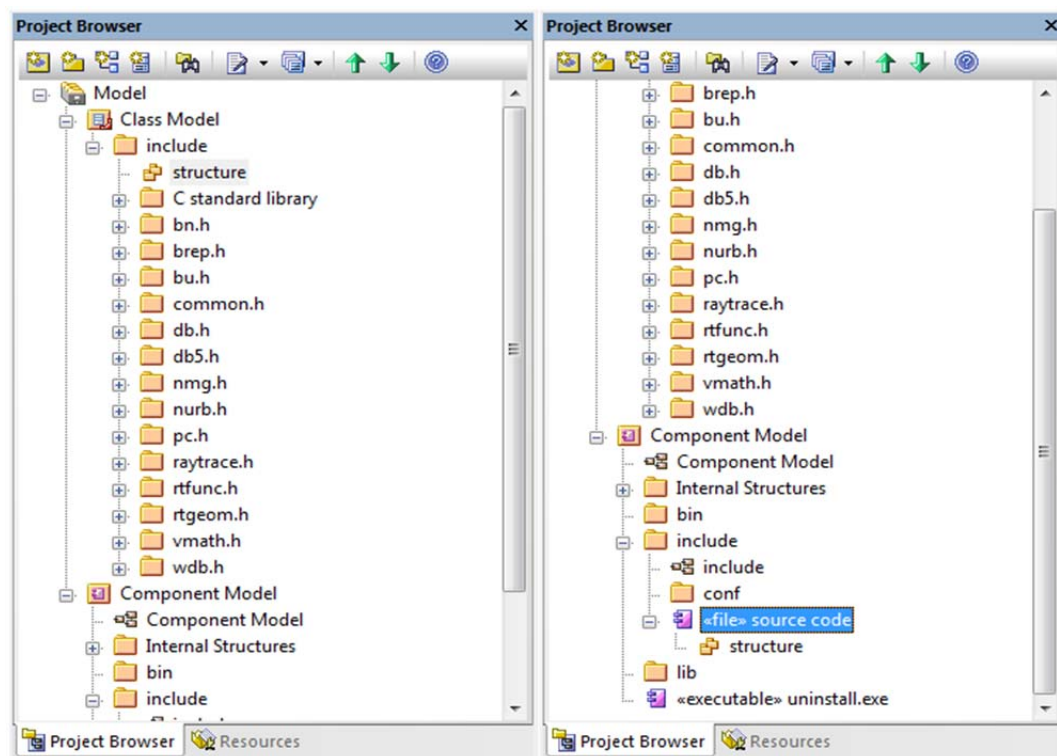 Project Browser
Model
Class Model
include
structure
C standard library
bn.h
brep.h
bu.h
common.h
db.h
db5.h
nmg.h
nurb.h
pc.h
raytrace.h
rtfunc.h
rtgeom.h
vmath.h
wdb.h
Component Model
Component Model
Internal Structures
bin
include
Project Browser Resources
Project Browser
brep.h
bu.h
common.h
db.h
db5.h
nmg.h
nurb.h
pc.h
raytrace.h
rtfunc.h
rtgeom.h
vmath.h
wdb.h
Component Model
Component Model
Internal Structures
bin
include
include
conf
«file» source code
structure
lib
«executable» uninstall.exe
Project Browser Resources